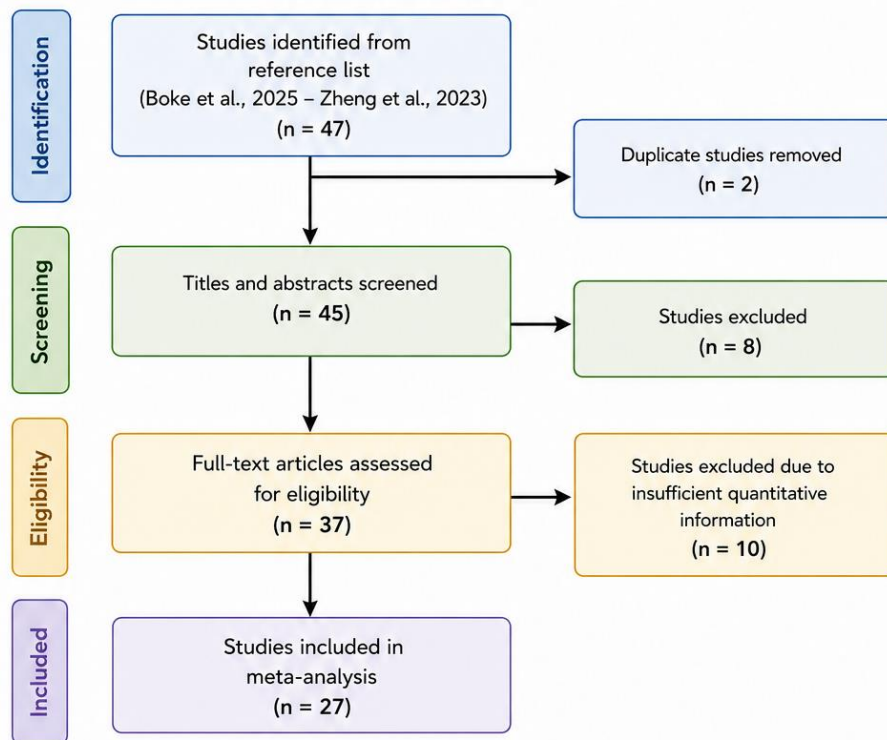 Identification
Studies identified from
reference list
(Boke et al., 2025 – Zheng et al., 2023)
(n = 47)
Duplicate studies removed
(n = 2)
Screening
Titles and abstracts screened
(n = 45)
Studies excluded
(n = 8)
Eligibility
Full-text articles assessed
for eligibility
(n = 37)
Studies excluded due to
insufficient quantitative
information
(n = 10)
Included
Studies included in
meta-analysis
(n = 27)